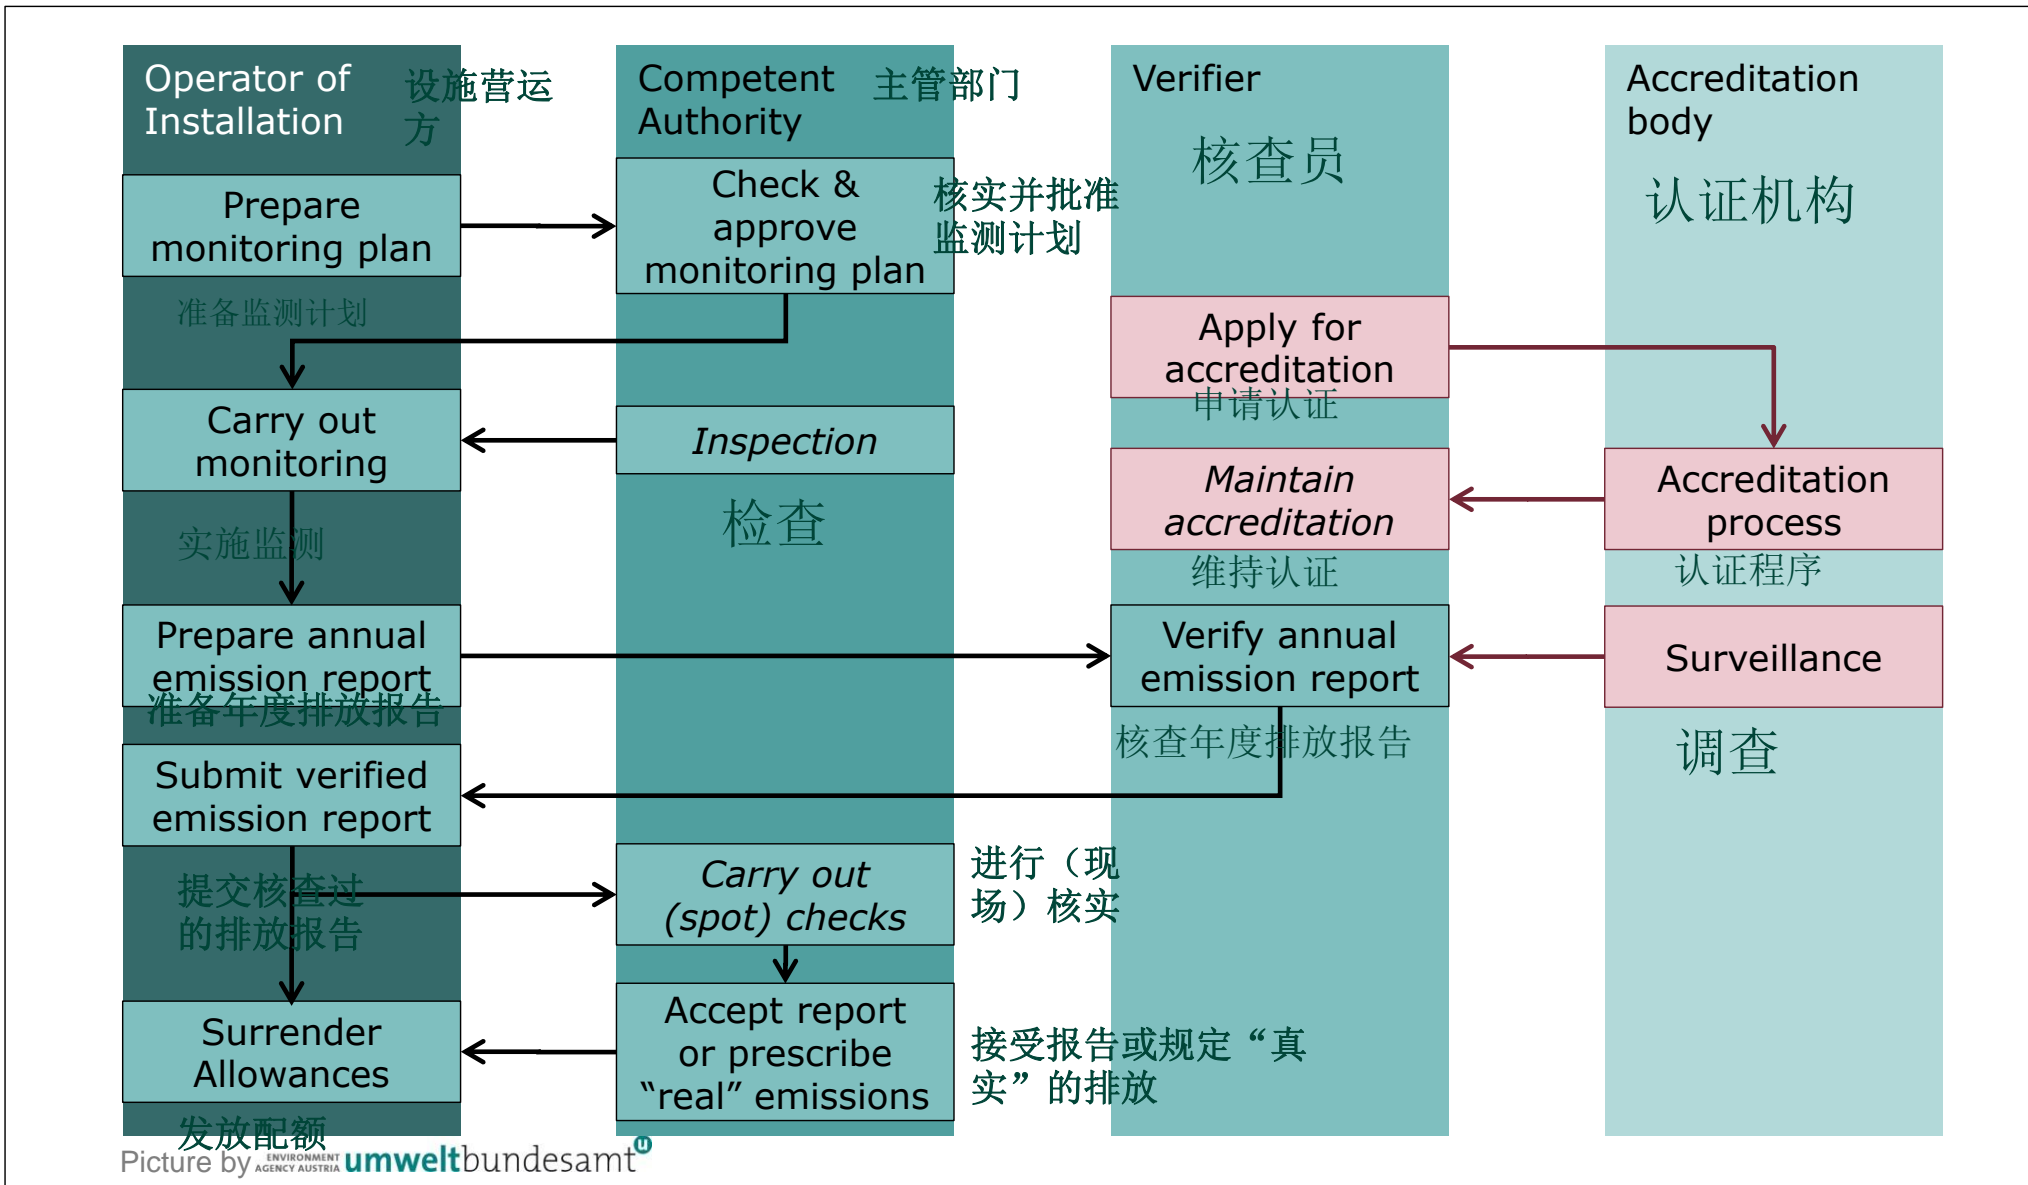 Operator of
Installation
设施营运
方
Competent
Authority
主管部门
Verifier
核查员
Accreditation
body
认证机构
Prepare
monitoring plan
准备监测计划
Check &
approve
monitoring plan
核实并批准
监测计划
Apply for
accreditation
申请认证
Carry out
monitoring
实施监测
Inspection
检查
Maintain
accreditation
维持认证
Accreditation
process
认证程序
Prepare annual
emission report
准备年度排放报告
Verify annual
emission report
核查年度排放报告
Surveillance
调查
Submit verified
emission report
提交核查过
的排放报告
Carry out
(spot) checks
进行（现
场）核实
Surrender
Allowances
发放配额
Accept report
or prescribe
“real” emissions
接受报告或规定“真
实”的排放
Picture by
ENVIRONMENT
AGENCY AUSTRIA
umweltbundesamt
u